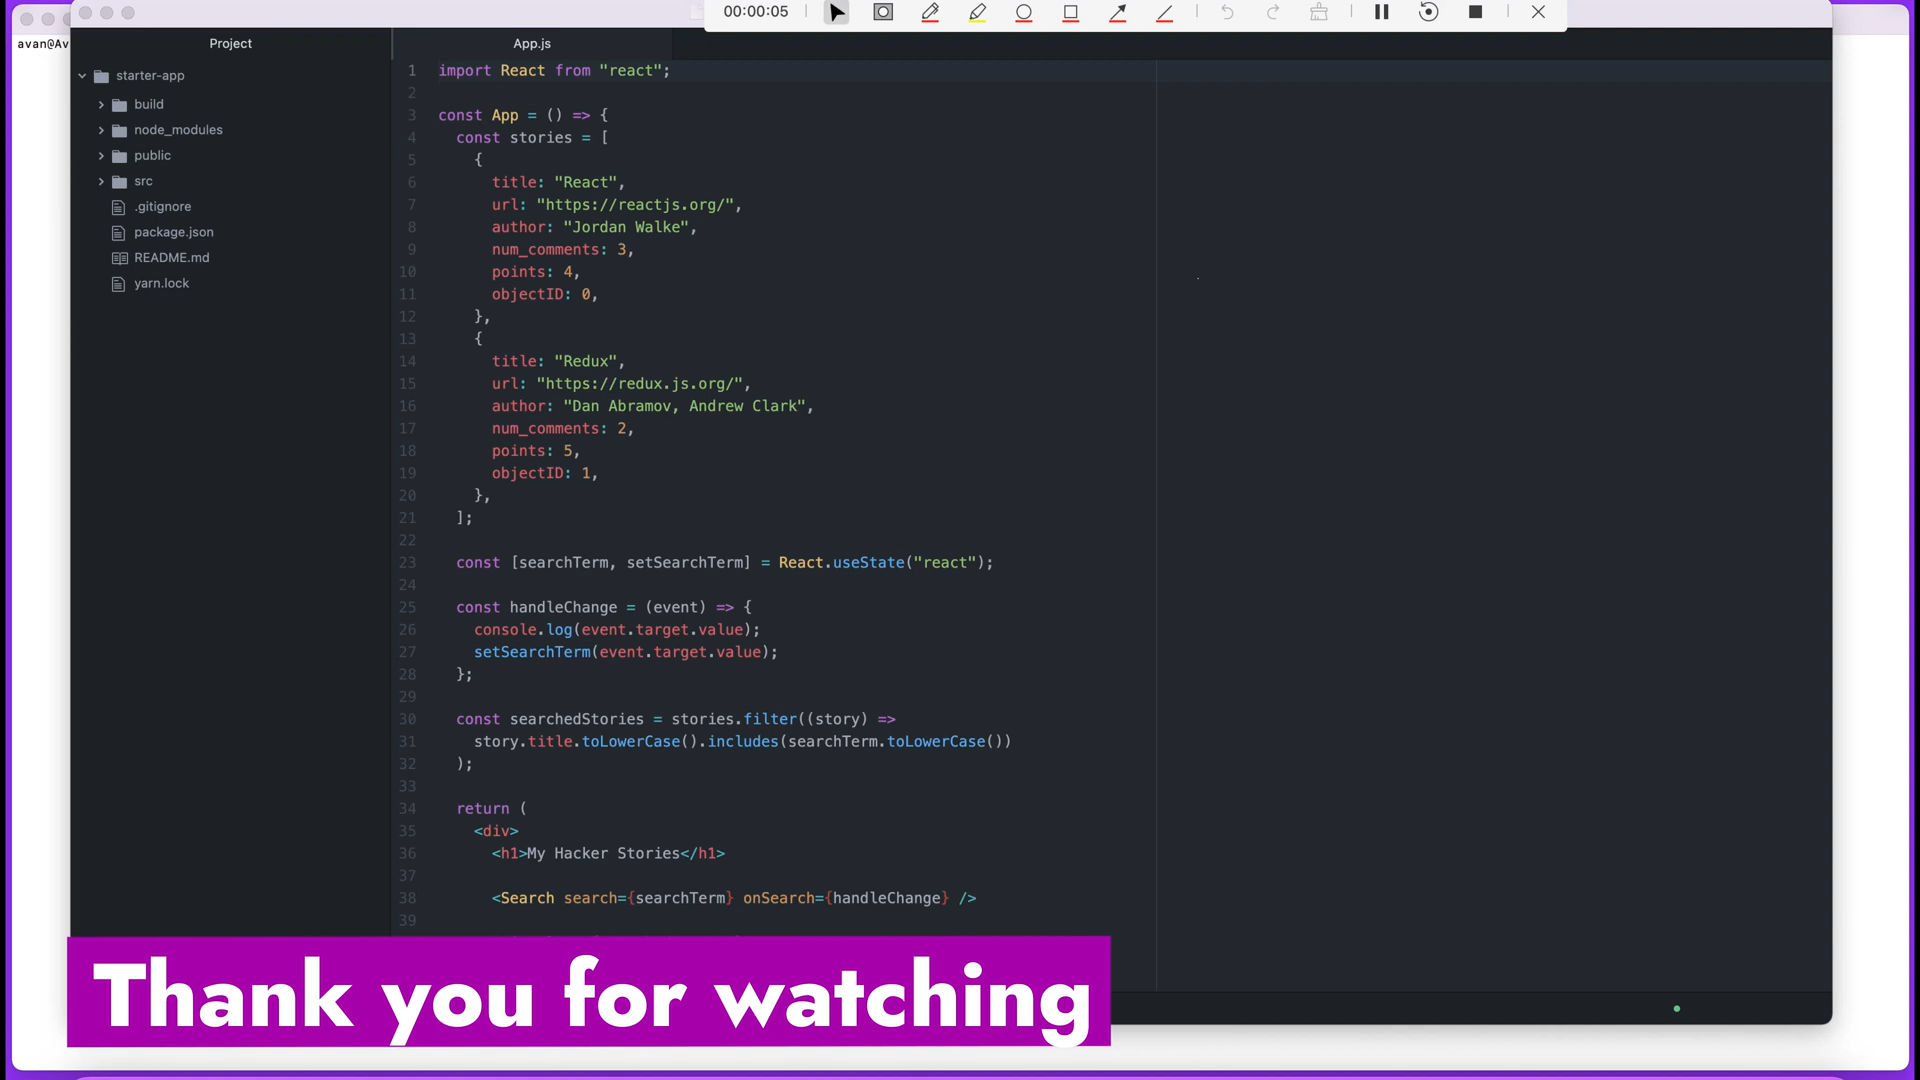 00:00:05
avan@Av
Project
App.js
starter-app
build
node_modules
public
src
.gitignore
package.json
README.md
yarn.lock
1 import React from "react";
2
3 const App = () => {
4 const stories = [
5 {
6 title: "React",
7 url: "https://reactjs.org/",
8 author: "Jordan Walke",
9 num_comments: 3,
10 points: 4,
11 objectID: 0,
12 },
13 {
14 title: "Redux",
15 url: "https://redux.js.org/",
16 author: "Dan Abramov, Andrew Clark",
17 num_comments: 2,
18 points: 5,
19 objectID: 1,
20 },
21 ];
22
23 const [searchTerm, setSearchTerm] = React.useState("react");
24
25 const handleChange = (event) => {
26 console.log(event.target.value);
27 setSearchTerm(event.target.value);
28 };
29
30 const searchedStories = stories.filter((story) =>
31 story.title.toLowerCase().includes(searchTerm.toLowerCase())
32 );
33
34 return (
35 <div>
36 <h1>My Hacker Stories</h1>
37
38 <Search search={searchTerm} onSearch={handleChange} />
39
Thank you for watching